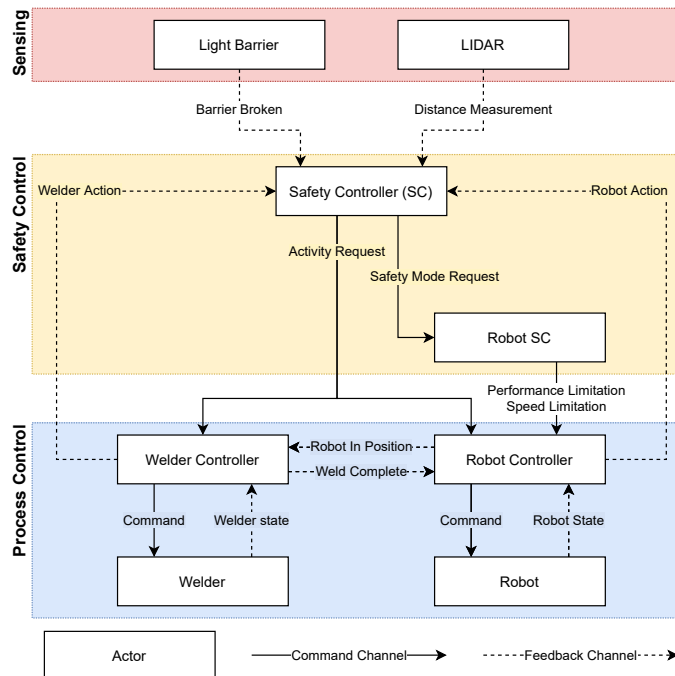 Sensing
Light Barrier
LIDAR
Barrier Broken
Distance Measurement
Safety Control
Welder Action
Safety Controller (SC)
Robot Action
Activity Request
Safety Mode Request
Robot SC
Performance Limitation
Speed Limitation
Process Control
Welder Controller
Robot In Position
Weld Complete
Robot Controller
Command
Welder state
Command
Robot State
Welder
Robot
Actor
Command Channel
Feedback Channel